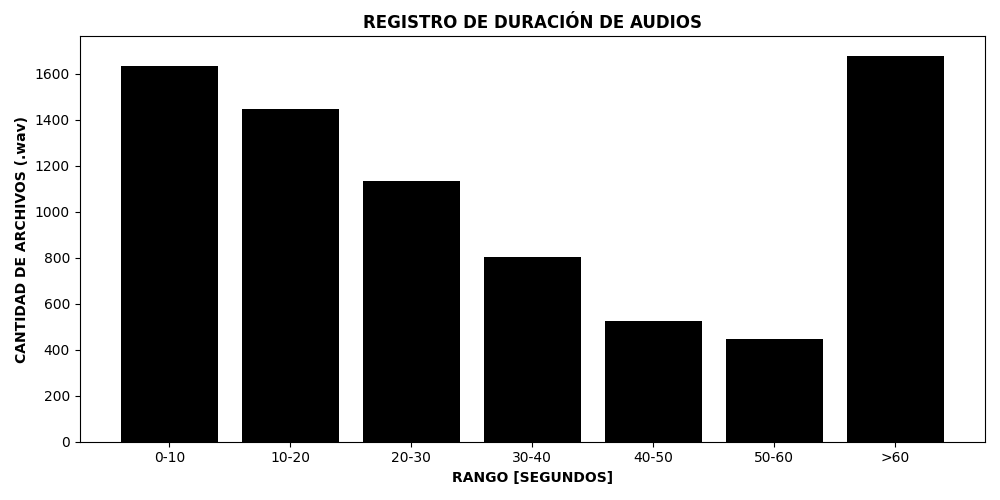 REGISTRO DE DURACIÓN DE AUDIOS
CANTIDAD DE ARCHIVOS (.wav)
1600
1400
1200
1000
800
600
400
200
0
0-10 10-20 20-30 30-40 40-50 50-60 >60
RANGO [SEGUNDOS]